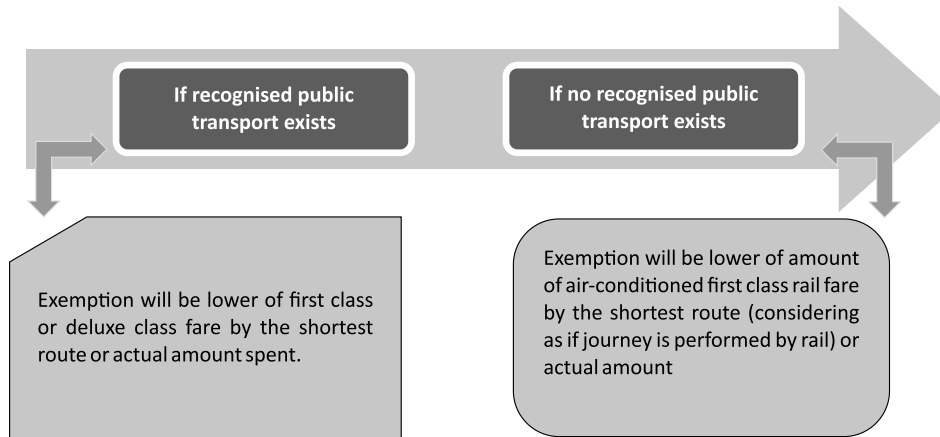 If recognised public
transport exists
If no recognised public
transport exists
Exemption will be lower of first class
or deluxe class fare by the shortest
route or actual amount spent.
Exemption will be lower of amount
of air-conditioned first class rail fare
by the shortest route (considering
as if journey is performed by rail) or
actual amount